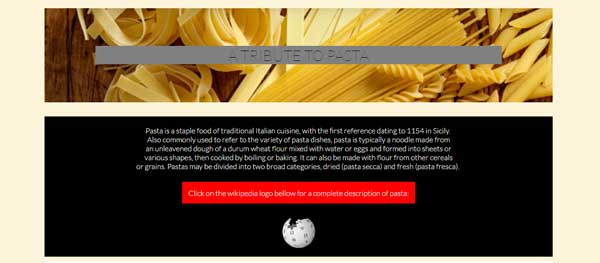 A TRIBUTE TO PASTA
Pasta is a staple food of traditional Italian cuisine, with the first reference dating to 1154 in Sicily.
Also commonly used to refer to the variety of pasta dishes, pasta is typically a noodle made from
an unleavened dough of a durum wheat flour mixed with water or eggs and formed into sheets or
various shapes, then cooked by boiling or baking. It can also be made with flour from other cereals
or grains. Pastas may be divided into two broad categories, dried (pasta secca) and fresh (pasta fresca).
Click on the wikipedia logo bellow for a complete description of pasta: